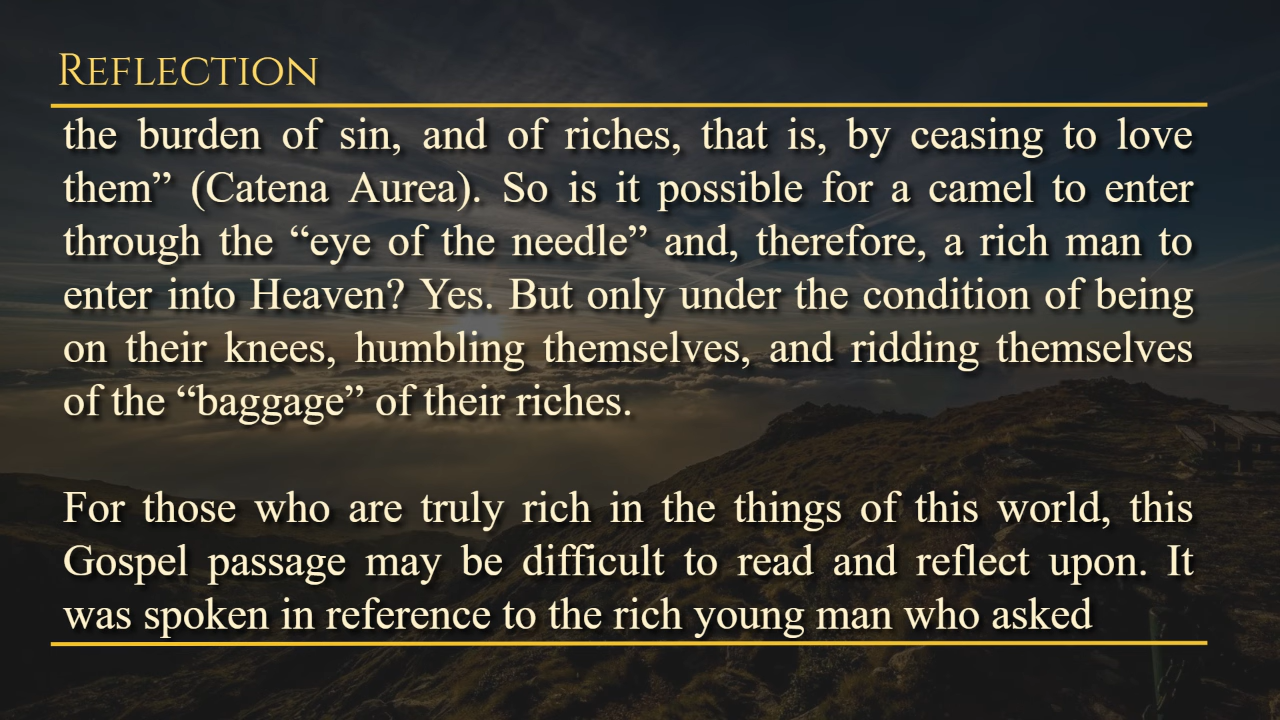 REFLECTION
the burden of sin, and of riches, that is, by ceasing to love
them” (Catena Aurea). So is it possible for a camel to enter
through the “eye of the needle” and, therefore, a rich man to
enter into Heaven? Yes. But only under the condition of being
on their knees, humbling themselves, and ridding themselves
of the “baggage” of their riches.
For those who are truly rich in the things of this world, this
Gospel passage may be difficult to read and reflect upon. It
was spoken in reference to the rich young man who asked